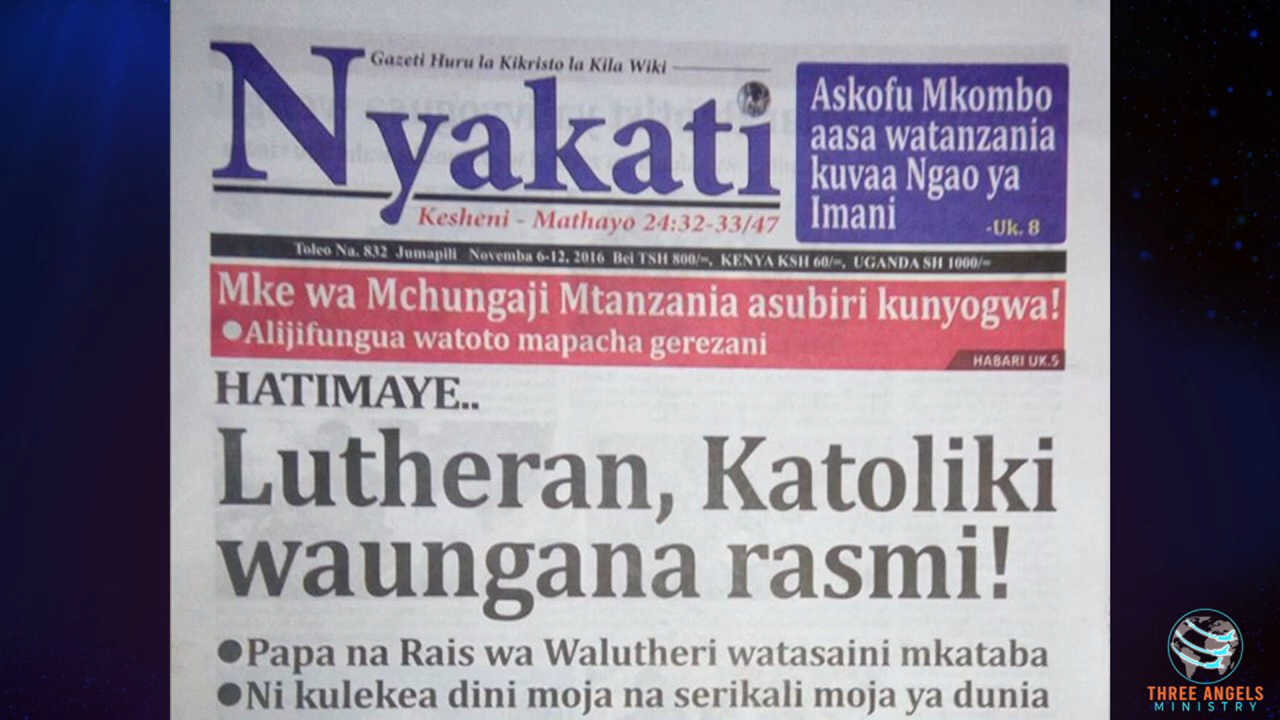 Gazeti Huru la Kikristo la Kila Wiki
Nyakati
Kesheni - Mathayo 24:32-33/47
Askofu Mkombo
aasa watanzania
kuvaa Ngao ya
Imani
-Uk. 8
Toleo Na. 832 Jumapili Novemba 6-12, 2016 Bei TSH 800/=, KENYA KSH 60/=, UGANDA SH 1000/=
Mke wa Mchungaji Mtanzania asubiri kunyogwa!
●Alijifungua watoto mapacha gerezani
HABARI UK.5
HATIMAYE..
Lutheran, Katoliki
waungana rasmi!
●Papa na Rais wa Walutheri watasaini mkataba
●Ni kulekea dini moja na serikali moja ya dunia
THREE ANGELS
MINISTRY